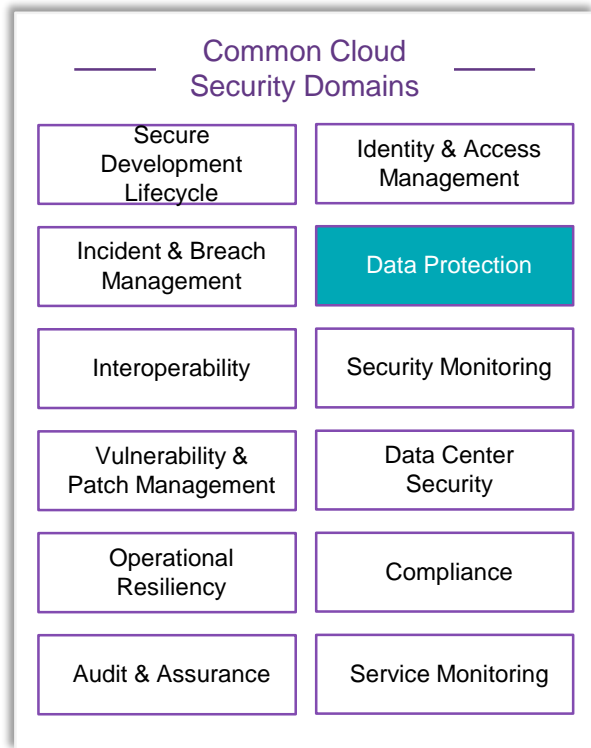 Common Cloud
Security Domains
Secure
Development
Lifecycle
Identity & Access
Management
Incident & Breach
Management
Data Protection
Interoperability
Security Monitoring
Vulnerability &
Patch Management
Data Center
Security
Operational
Resiliency
Compliance
Audit & Assurance
Service Monitoring